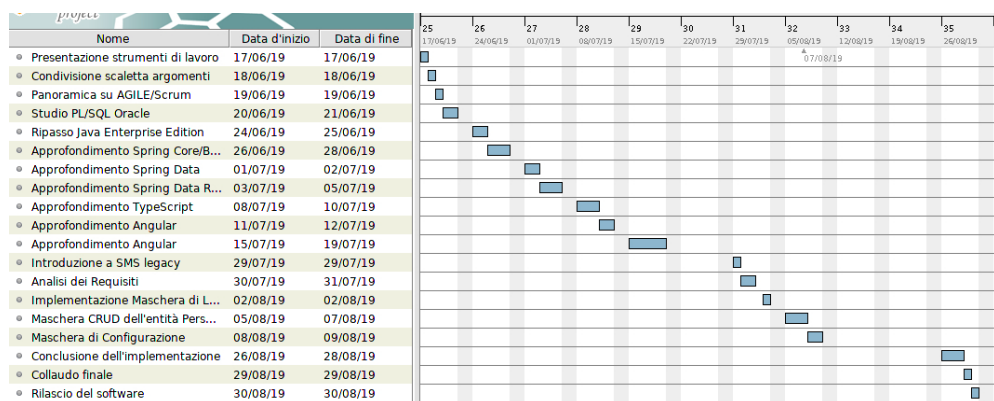 project
25 26 27 28 29 30 31 32 33 34 35
Nome Data d'inizio Data di fine 17/06/19 24/06/19 01/07/19 08/07/19 15/07/19 22/07/19 29/07/19 05/08/19 12/08/19 19/08/19 26/08/19
Presentazione strumenti di lavoro 17/06/19 17/06/19 07/08/19
Condivisione scaletta argomenti 18/06/19 18/06/19
Panoramica su AGILE/Scrum 19/06/19 19/06/19
Studio PL/SQL Oracle 20/06/19 21/06/19
Ripasso Java Enterprise Edition 24/06/19 25/06/19
Approfondimento Spring Core/B... 26/06/19 28/06/19
Approfondimento Spring Data 01/07/19 02/07/19
Approfondimento Spring Data R... 03/07/19 05/07/19
Approfondimento TypeScript 08/07/19 10/07/19
Approfondimento Angular 11/07/19 12/07/19
Approfondimento Angular 15/07/19 19/07/19
Introduzione a SMS legacy 29/07/19 29/07/19
Analisi dei Requisiti 30/07/19 31/07/19
Implementazione Maschera di L... 02/08/19 02/08/19
Maschera CRUD dell'entità Pers... 05/08/19 07/08/19
Maschera di Configurazione 08/08/19 09/08/19
Conclusione dell'implementazione 26/08/19 28/08/19
Collaudo finale 29/08/19 29/08/19
Rilascio del software 30/08/19 30/08/19